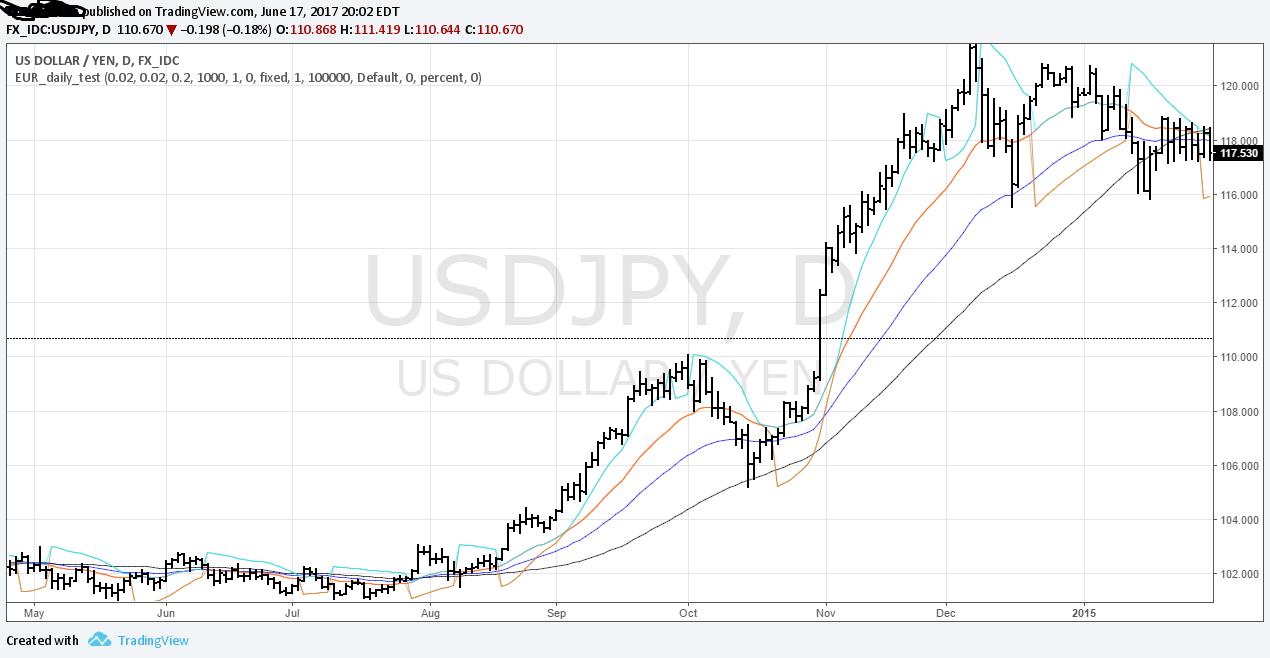 published on TradingView.com, June 17, 2017 20:02 EDT
FX_IDC:USDJPY, D 110.670 ▼ −0.198 (−0.18%) O:110.868 H:111.419 L:110.644 C:110.670
US DOLLAR / YEN, D, FX_IDC
EUR_daily_test (0.02, 0.02, 0.2, 1000, 1, 0, fixed, 1, 100000, Default, 0, percent, 0)
USDJPY, D
US DOLLAR / YEN
120.000
118.000
117.530
116.000
114.000
112.000
110.000
108.000
106.000
104.000
102.000
May Jun Jul Aug Sep Oct Nov Dec 2015
Created with TradingView